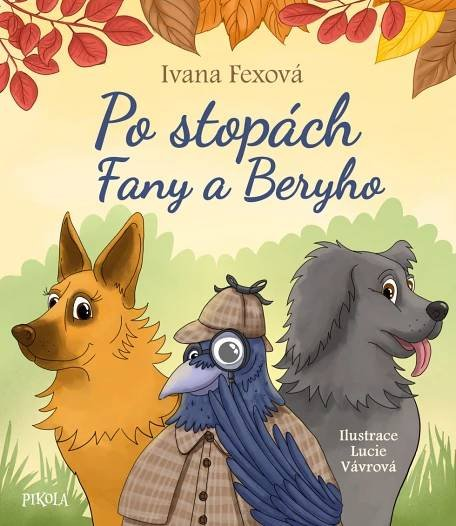 Ivana Fexová
Po stopách
Fany a Beryho
Ilustrace
Lucie
Vávrová
PIKOLA